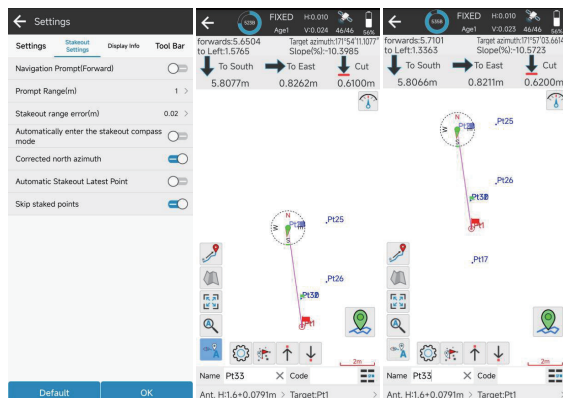 Settings
Settings Stakeout Settings Display Info Tool Bar
Navigation Prompt(Forward)
Prompt Range(m) 1 >
Stakeout range error(m) 0.02 >
Automatically enter the stakeout compass mode
Corrected north azimuth
Automatic Stakeout Latest Point
Skip staked points
Default OK
5238 FIXED H:0.010
Age1 V:0.024 46/46 56%
forwards:5.6504 Target azimuth:171°54'11.1077"
to Left:1.5765 Slope(%):-10.3985
To South To East Cut
5.8077m 0.8262m 0.6100m
N
W
Pt25
Pt26
Pt1
2m
Name Pt33 X Code
Ant. H:1.6+0.0791m > Target:Pt1 >
5368 FIXED H:0.010
Age1 V:0.023 46/46 56%
forwards:5.7101 Target azimuth:171°57'03.6614
to Left:1.3363 Slope(%):-10.5723
To South To East Cut
5.8066m 0.8211m 0.6200m
N
W
Pt25
Pt26
Pt1
Pt17
2m
Name Pt33 X Code
Ant. H:1.6+0.0791m > Target:Pt1 >